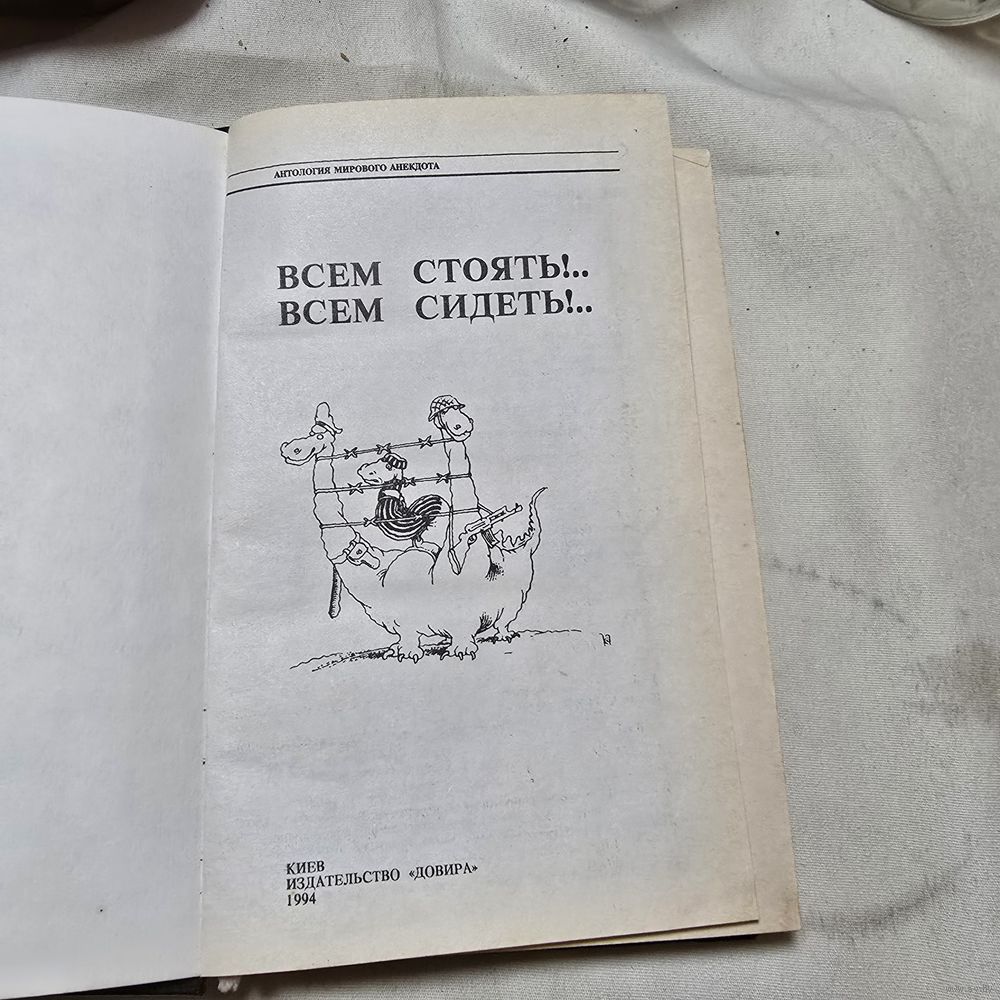 АНТОЛОГИЯ МИРОВОГО АНЕКДОТА
ВСЕМ СТОЯТЬ!..
ВСЕМ СИДЕТЬ!..
КИЕВ
ИЗДАТЕЛЬСТВО «ДОВИРА»
1994